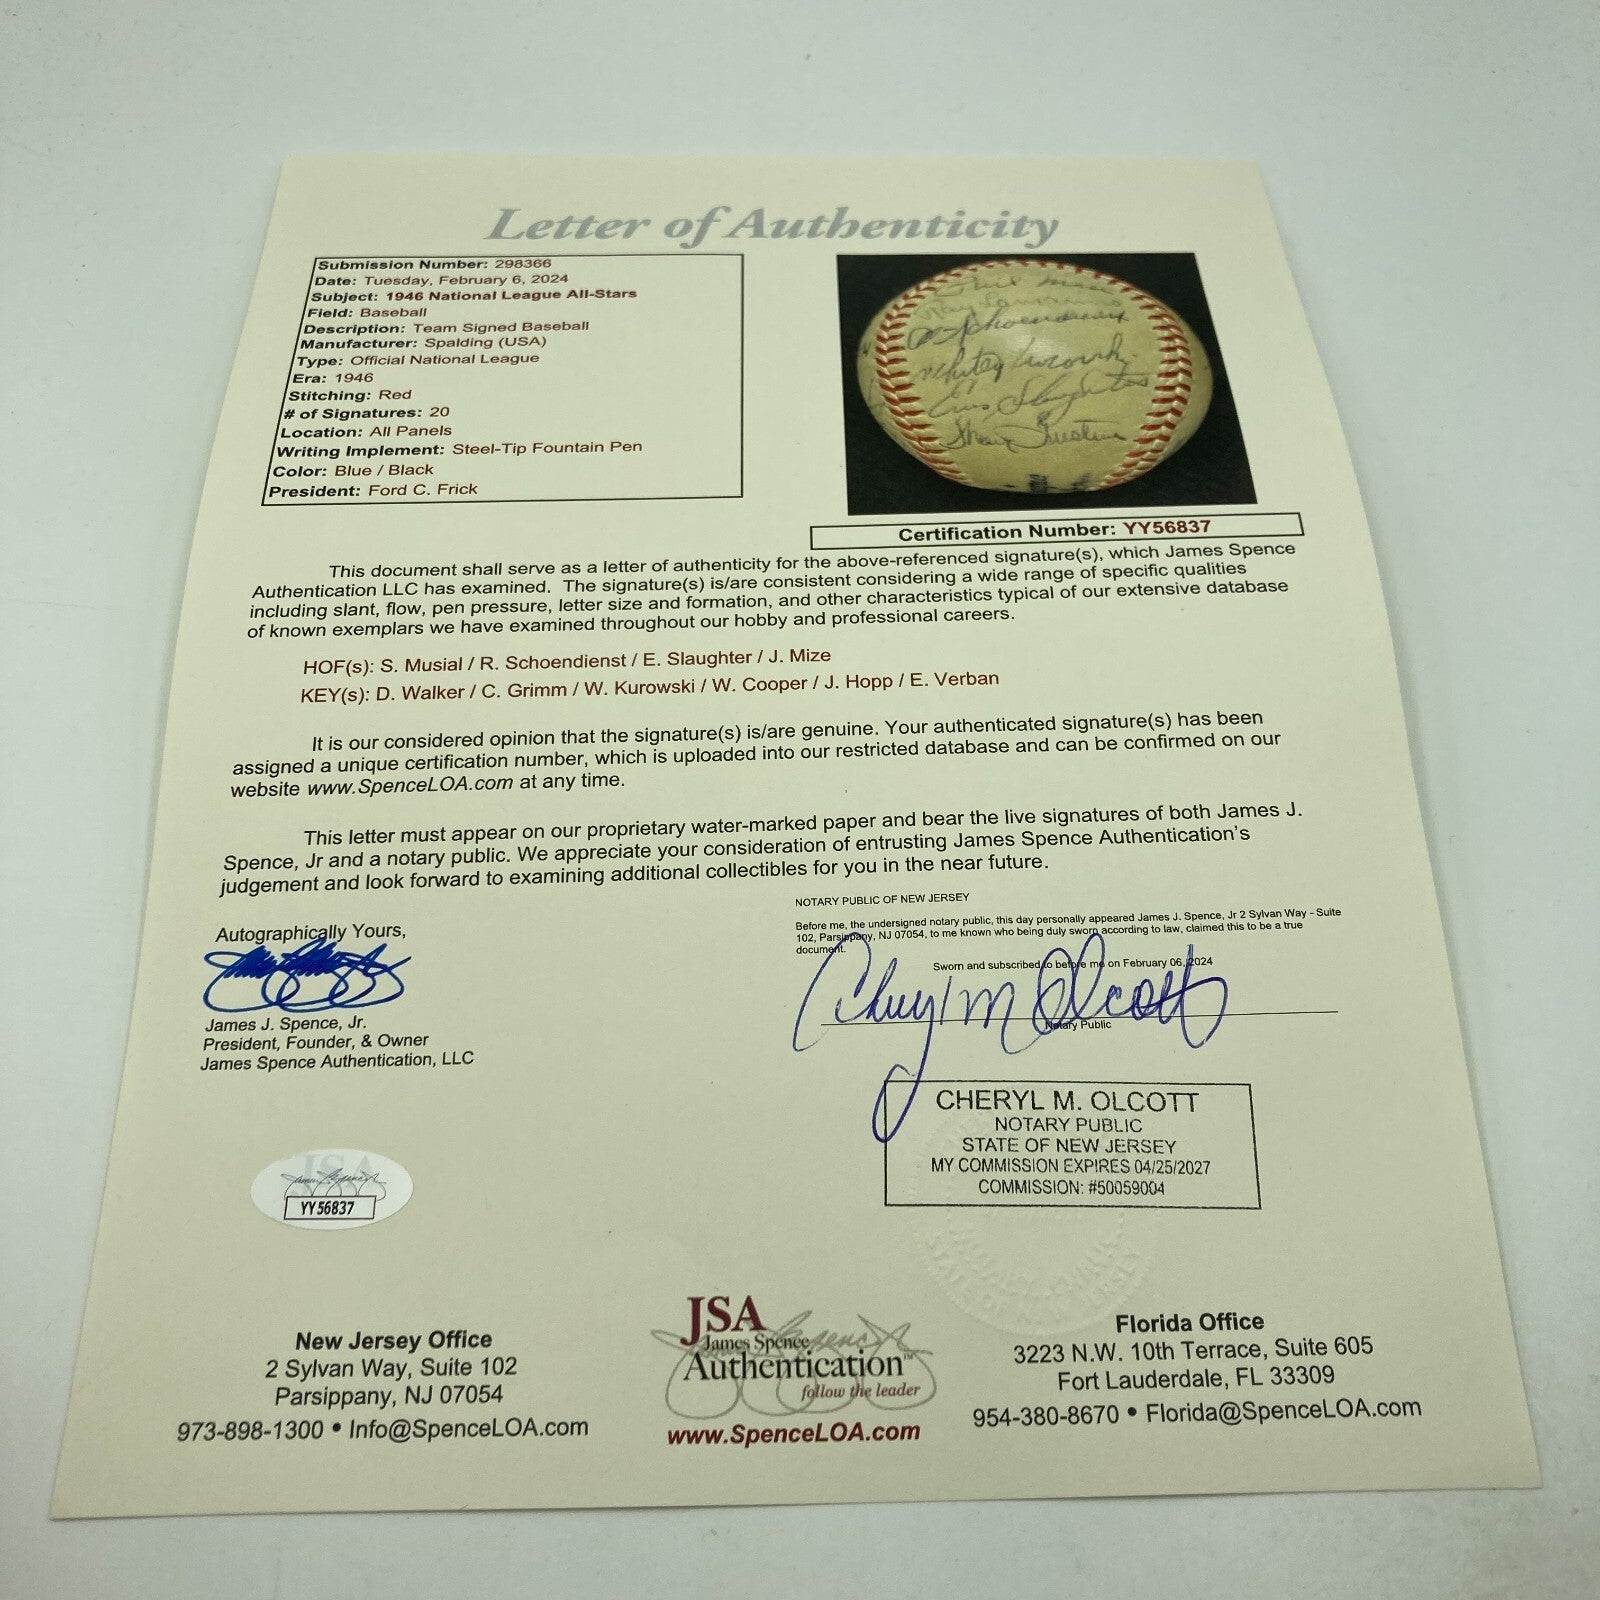 Letter of Authenticity
Submission Number: 298366
Date: Tuesday, February 6, 2024
Subject: 1946 National League All-Stars
Field: Baseball
Description: Team Signed Baseball
Manufacturer: Spalding (USA)
Type: Official National League
Era: 1946
Stitching: Red
# of Signatures: 20
Location: All Panels
Writing Implement: Steel-Tip Fountain Pen
Color: Blue / Black
President: Ford C. Frick
Schoendienst
Whitey Kurowski
Enos Slaughter
Certification Number: YY56837
This document shall serve as a letter of authenticity for the above-referenced signature(s), which James Spence
Authentication LLC has examined. The signature(s) is/are consistent considering a wide range of specific qualities
including slant, flow, pen pressure, letter size and formation, and other characteristics typical of our extensive database
of known exemplars we have examined throughout our hobby and professional careers.
HOF(s): S. Musial / R. Schoendienst / E. Slaughter / J. Mize
KEY(s): D. Walker / C. Grimm / W. Kurowski / W. Cooper / J. Hopp / E. Verban
It is our considered opinion that the signature(s) is/are genuine. Your authenticated signature(s) has been
assigned a unique certification number, which is uploaded into our restricted database and can be confirmed on our
website www.SpenceLOA.com at any time.
This letter must appear on our proprietary water-marked paper and bear the live signatures of both James J.
Spence, Jr and a notary public. We appreciate your consideration of entrusting James Spence Authentication's
judgement and look forward to examining additional collectibles for you in the near future.
NOTARY PUBLIC OF NEW JERSEY
Before me, the undersigned notary public, this day personally appeared James J. Spence, Jr 2 Sylvan Way - Suite
102, Parsippany, NJ 07054, to me known who being duly sworn according to law, claimed this to be a true
document.
Sworn and subscribed to before me on February 06, 2024
Cheryl M Olcott
Notary Public
Autographically Yours,
James J. Spence, Jr.
President, Founder, & Owner
James Spence Authentication, LLC
CHERYL M. OLCOTT
NOTARY PUBLIC
STATE OF NEW JERSEY
MY COMMISSION EXPIRES 04/25/2027
COMMISSION: #50059004
JSA
YY56837
New Jersey Office
2 Sylvan Way, Suite 102
Parsippany, NJ 07054
973-898-1300 • Info@SpenceLOA.com
JSA
James Spence
Authentication™
follow the leader
www.SpenceLOA.com
Florida Office
3223 N.W. 10th Terrace, Suite 605
Fort Lauderdale, FL 33309
954-380-8670 • Florida@SpenceLOA.com